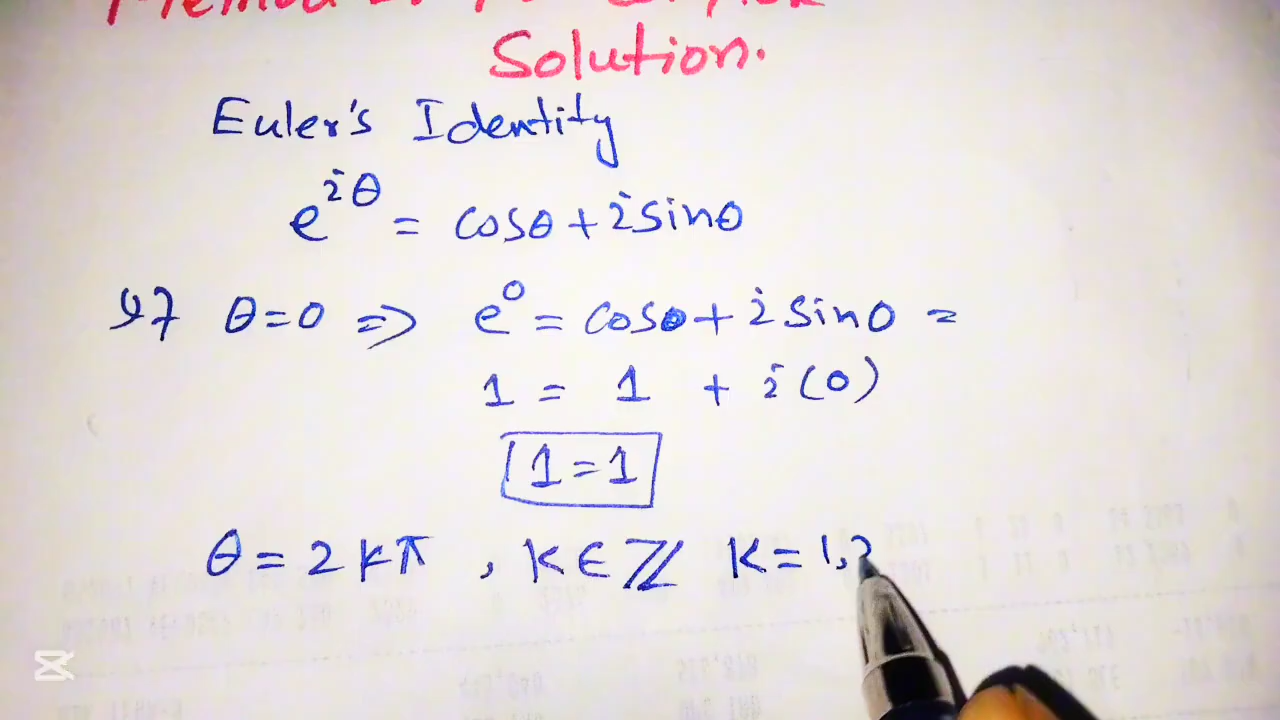 Solution.
Euler's Identity
e^{iθ} = cosθ + i sinθ
If θ=0 => e^0 = cos0 + i sin0 =
1 = 1 + i(0)
1=1
θ = 2kπ , k∈ℤ k=1,2